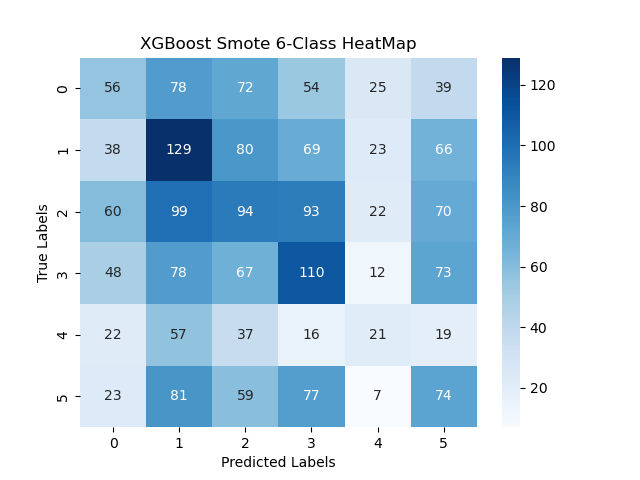 XGBoost Smote 6-Class HeatMap
True Labels
0 56 78 72 54 25 39
1 38 129 80 69 23 66
2 60 99 94 93 22 70
3 48 78 67 110 12 73
4 22 57 37 16 21 19
5 23 81 59 77 7 74
0 1 2 3 4 5
Predicted Labels
120
100
80
60
40
20